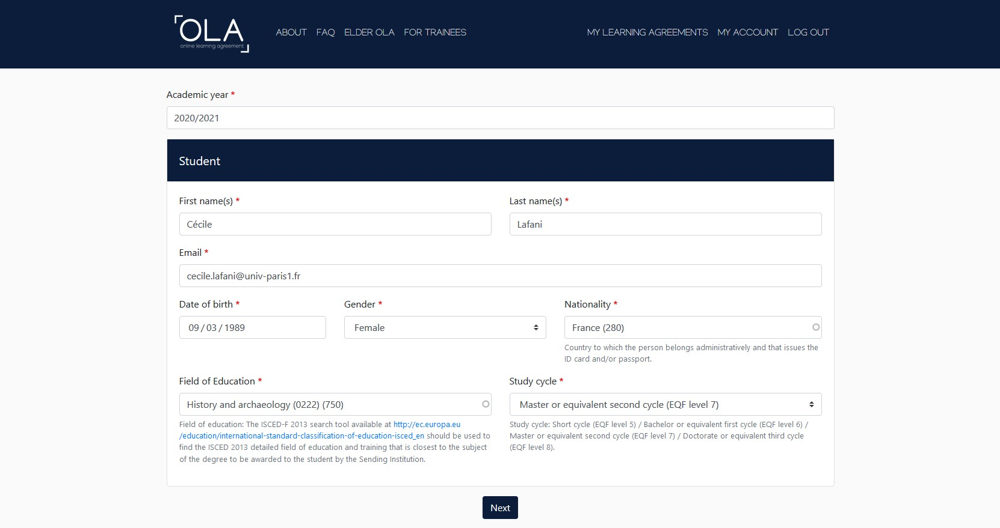 OLA
online learning agreement
ABOUT FAQ ELDER OLA FOR TRAINEES MY LEARNING AGREEMENTS MY ACCOUNT LOG OUT
Academic year *
2020/2021
Student
First name(s) * Last name(s) *
Cécile Lafani
Email *
cecile.lafani@univ-paris1.fr
Date of birth * Gender * Nationality *
09 / 03 / 1989 Female France (280)
Country to which the person belongs administratively and that issues the
ID card and/or passport.
Field of Education * Study cycle *
History and archaeology (0222) (750) Master or equivalent second cycle (EQF level 7)
Field of education: The ISCED-F 2013 search tool available at http://ec.europa.eu
/education/international-standard-classification-of-education-isced_en should be used to
find the ISCED 2013 detailed field of education and training that is closest to the subject
of the degree to be awarded to the student by the Sending Institution.
Study cycle: Short cycle (EQF level 5) / Bachelor or equivalent first cycle (EQF level 6) /
Master or equivalent second cycle (EQF level 7) / Doctorate or equivalent third cycle
(EQF level 8).
Next